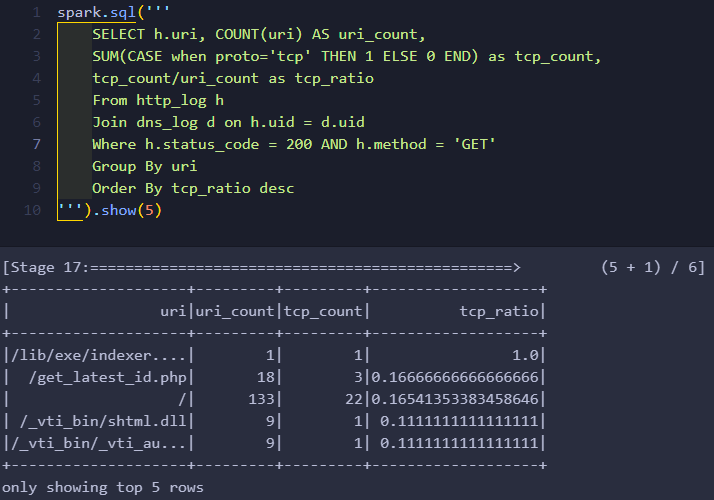 1 spark.sql('''
2 SELECT h.uri, COUNT(uri) AS uri_count,
3 SUM(CASE when proto='tcp' THEN 1 ELSE 0 END) as tcp_count,
4 tcp_count/uri_count as tcp_ratio
5 From http_log h
6 Join dns_log d on h.uid = d.uid
7 Where h.status_code = 200 AND h.method = 'GET'
8 Group By uri
9 Order By tcp_ratio desc
10 ''').show(5)
[Stage 17:================================================> (5 + 1) / 6]
+--------------------+---------+---------+-------------------+
| uri|uri_count|tcp_count| tcp_ratio|
+--------------------+---------+---------+-------------------+
|/lib/exe/indexer....| 1| 1| 1.0|
| /get_latest_id.php| 18| 3|0.16666666666666666|
| /| 133| 22|0.16541353383458646|
| /_vti_bin/shtml.dll| 9| 1| 0.1111111111111111|
|/_vti_bin/_vti_au...| 9| 1| 0.1111111111111111|
+--------------------+---------+---------+-------------------+
only showing top 5 rows